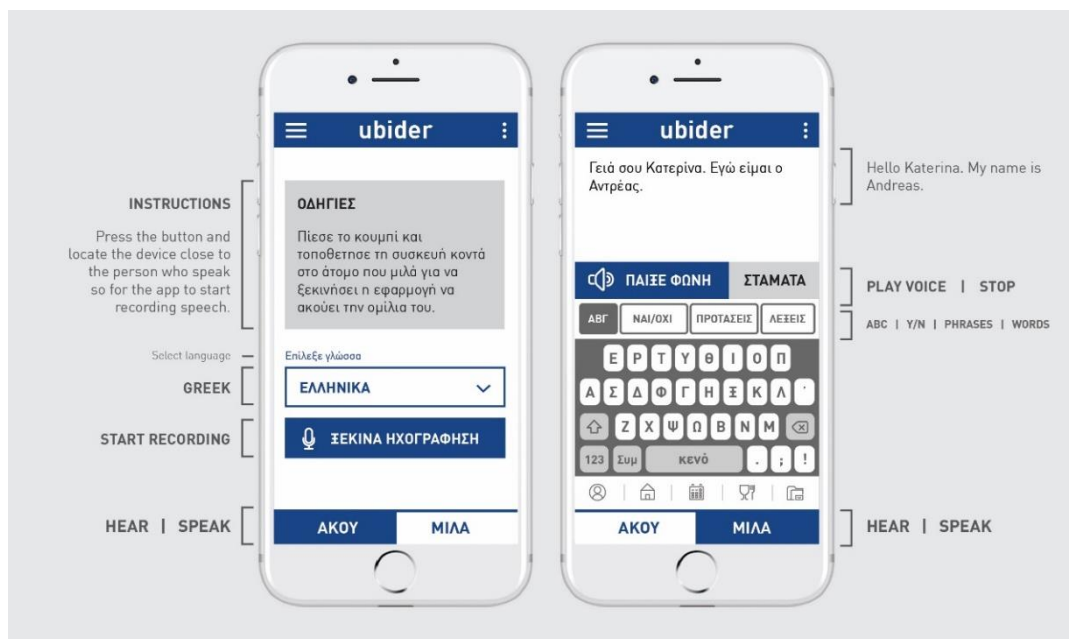 INSTRUCTIONS
Press the button and
locate the device close to
the person who speak
so for the app to start
recording speech.
Select language
GREEK
START RECORDING
HEAR | SPEAK
ubider
ΟΔΗΓΙΕΣ
Πίεσε το κουμπί και
τοποθετησε τη συσκευή κοντά
στο άτομο που μιλά για να
ξεκινήσει η εφαρμογή να
ακούει την ομίλια του.
Επίλεξε γλώσσα
ΕΛΛΗΝΙΚΑ
ΞΕΚΙΝΑ ΗΧΟΓΡΑΦΗΣΗ
ΑΚΟΥ ΜΙΛΑ
ubider
Γειά σου Κατερίνα. Εγώ είμαι ο
Αντρέας.
ΠΑΙΞΕ ΦΩΝΗ ΣΤΑΜΑΤΑ
ΑΒΓ ΝΑΙ/ΟΧΙ ΠΡΟΤΑΣΕΙΣ ΛΕΞΕΙΣ
Ε Ρ Τ Υ Θ Ι Ο Π
Α Σ Δ Φ Γ Η Ξ Κ Λ ΄
Ζ Χ Ψ Ω Β Ν Μ
123 Συμ κενό . ; !
ΑΚΟΥ ΜΙΛΑ
Hello Katerina. My name is
Andreas.
PLAY VOICE | STOP
ABC | Y/N | PHRASES | WORDS
HEAR | SPEAK